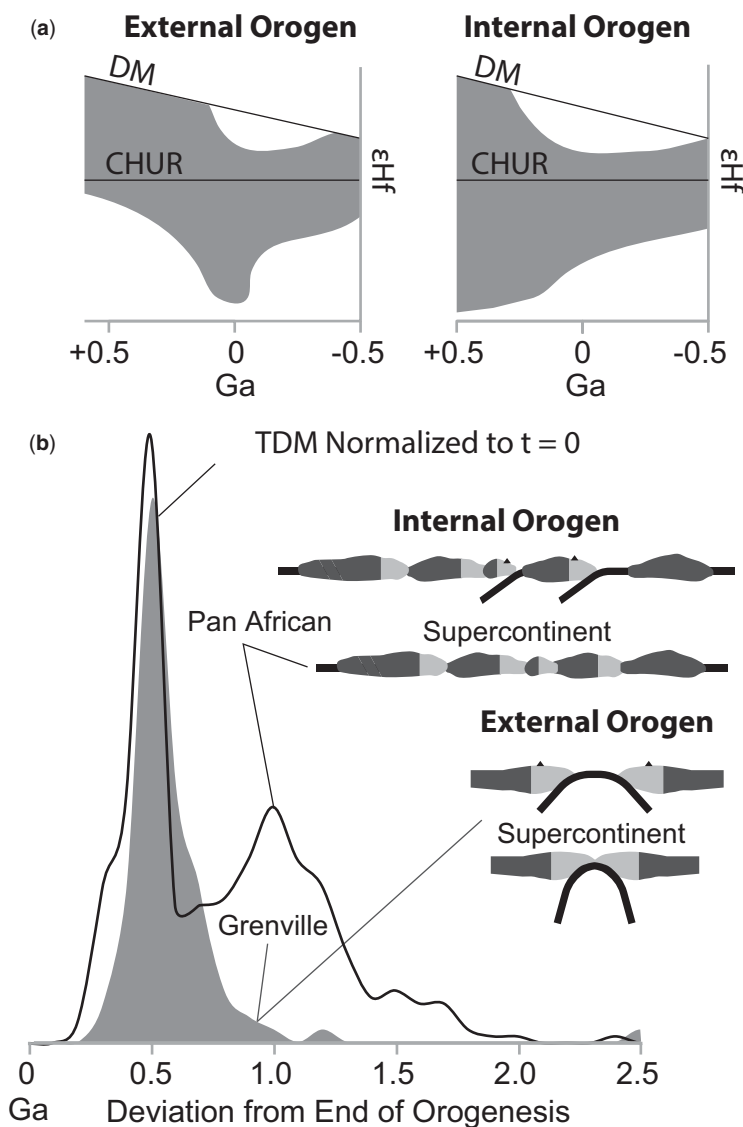 (a) External Orogen Internal Orogen
DM DM
CHUR CHUR
εHf εHf
+0.5 0 -0.5 +0.5 0 -0.5
Ga Ga
(b) TDM Normalized to t = 0
Internal Orogen
Pan African
Supercontinent
External Orogen
Supercontinent
Grenville
0 0.5 1.0 1.5 2.0 2.5
Ga Deviation from End of Orogenesis